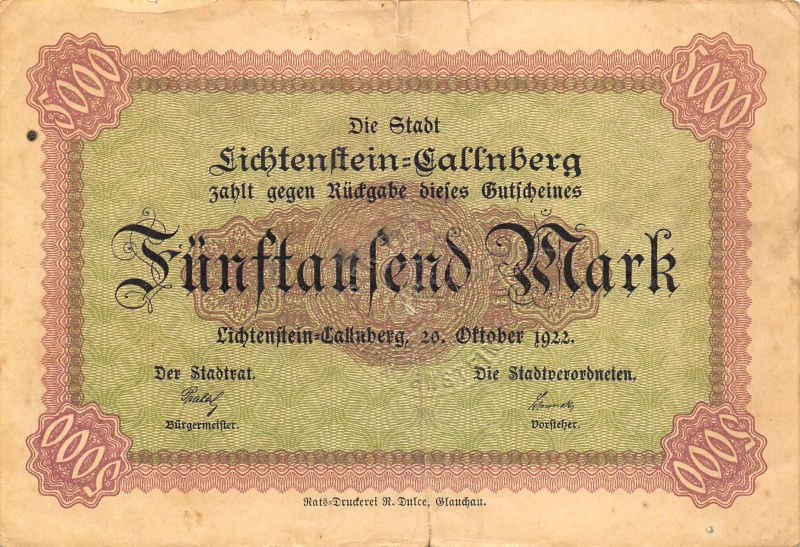 5000 5000
Die Stadt
Lichtenstein=Callnberg
zahlt gegen Rückgabe dieses Gutscheines
Fünftausend Mark
Lichtenstein=Callnberg, 20. Oktober 1922.
Der Stadtrat. Die Stadtverordneten.
Bürgermeister. Vorsteher.
5000 5000
Rats=Druckerei R. Dulce, Glauchau.